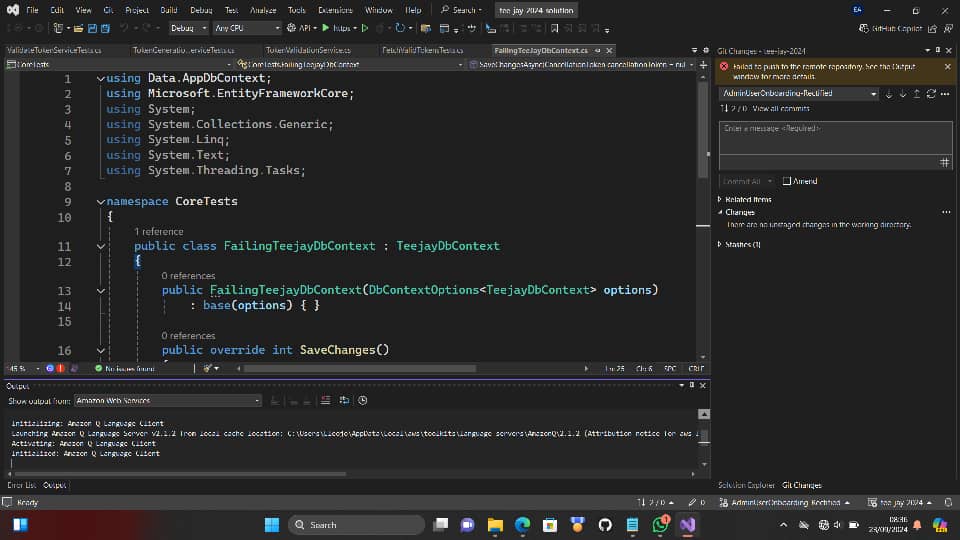 File Edit View Git Project Build Debug Test Analyze Tools Extensions Window Help Search tee-jay-2024 solution EA
Debug Any CPU API https GitHub Copilot
ValidateTokenServiceTests.cs TokenGeneratio...erviceTests.cs TokenValidationService.cs FetchValidTokensTests.cs FailingTeeJayDbContext.cs
CoreTests CoreTests.FailingTeejayDbContext SaveChangesAsync(CancellationToken cancellationToken = nul
1 using Data.AppDbContext;
2 using Microsoft.EntityFrameworkCore;
3 using System;
4 using System.Collections.Generic;
5 using System.Linq;
6 using System.Text;
7 using System.Threading.Tasks;
8
9 namespace CoreTests
10 {
1 reference
11 public class FailingTeejayDbContext : TeejayDbContext
12 {
0 references
13 public FailingTeejayDbContext(DbContextOptions<TeejayDbContext> options)
14 : base(options) { }
15
0 references
16 public override int SaveChanges()
145 % No issues found Ln: 25 Ch: 6 SPC CRLF
Output
Show output from: Amazon Web Services
Initializing: Amazon Q Language Client
Launching Amazon Q Language Server v2.1.2 from local cache location: C:\Users\Lleojo\AppData\Local\aws\toolkits\language servers\AmazonQ\2.1.2 (Attribution notice for aws
Activating: Amazon Q Language Client
Initialized: Amazon Q Language Client
Error List Output
Git Changes - tee-jay-2024
Failed to push to the remote repository. See the Output
window for more details.
AdminUserOnboarding-Rectified
2 / 0 View all commits
Enter a message <Required>
Commit All Amend
Related Items
Changes
There are no unstaged changes in the working directory.
Stashes (1)
Solution Explorer Git Changes
Ready 2 / 0 0 AdminUserOnboarding-Rectified tee-jay-2024
Search 1 08:36
23/09/2024